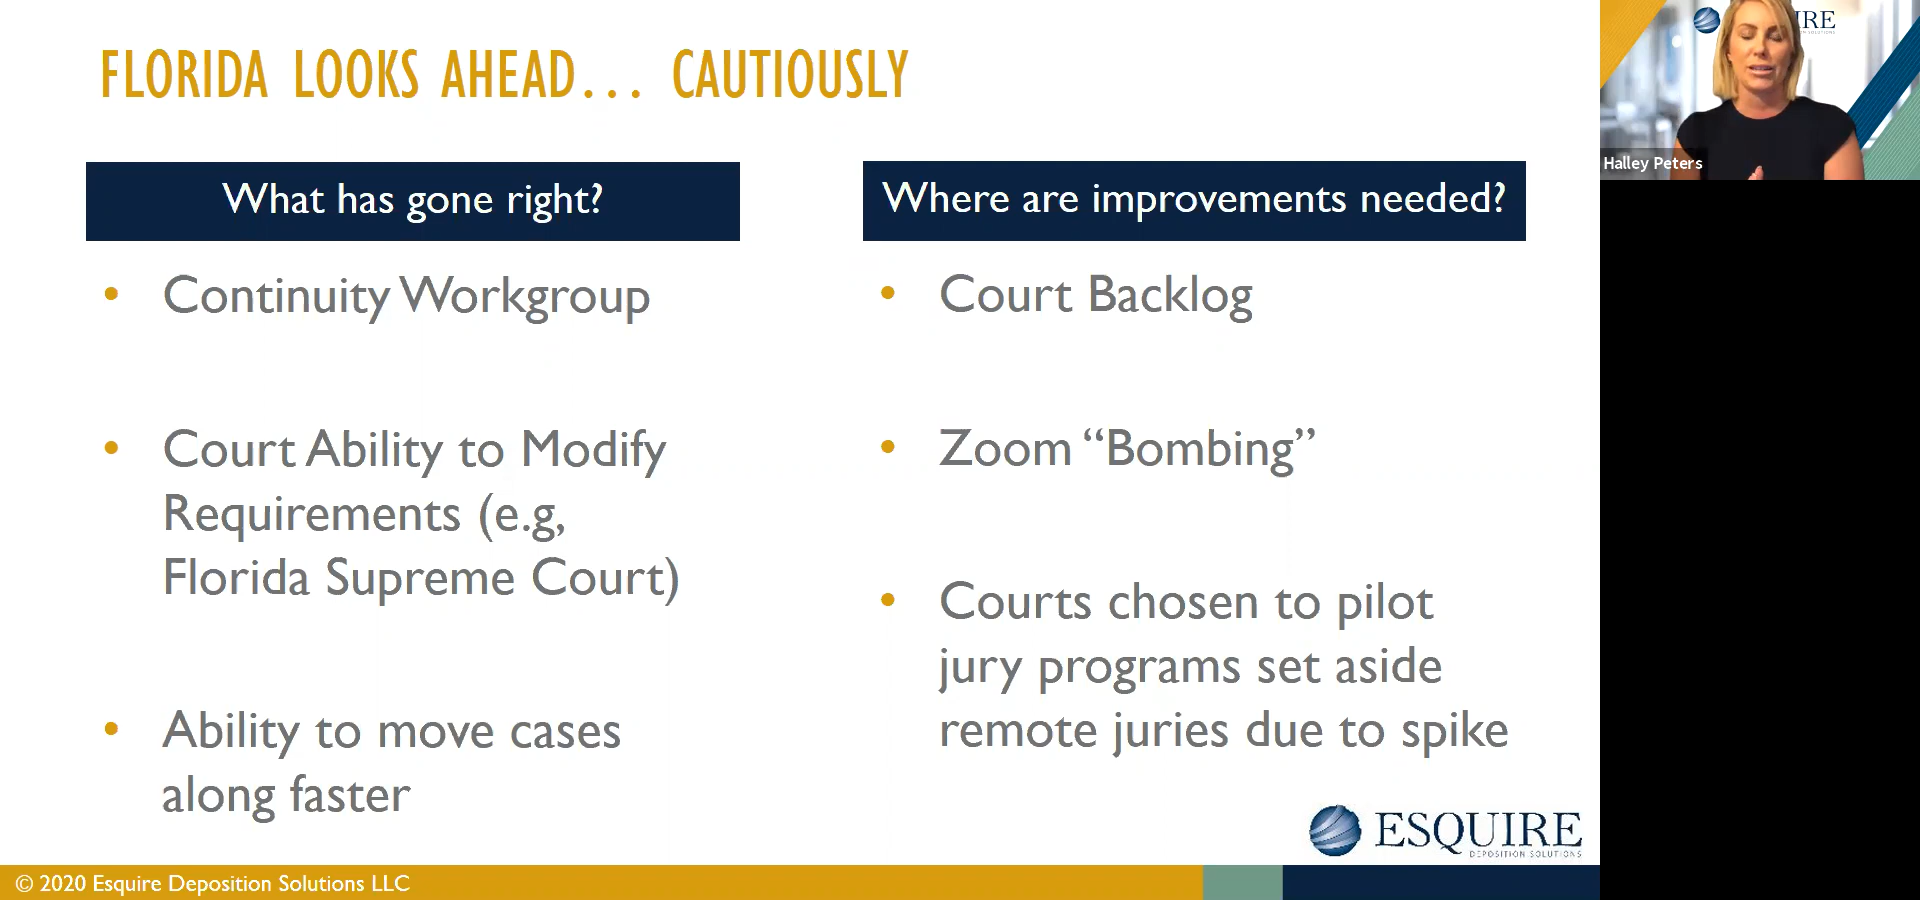 FLORIDA LOOKS AHEAD... CAUTIOUSLY
What has gone right?
• Continuity Workgroup
• Court Ability to Modify
Requirements (e.g,
Florida Supreme Court)
• Ability to move cases
along faster
Where are improvements needed?
• Court Backlog
• Zoom “Bombing”
• Courts chosen to pilot
jury programs set aside
remote juries due to spike
ESQUIRE
DEPOSITION SOLUTIONS
© 2020 Esquire Deposition Solutions LLC
IRE
Halley Peters